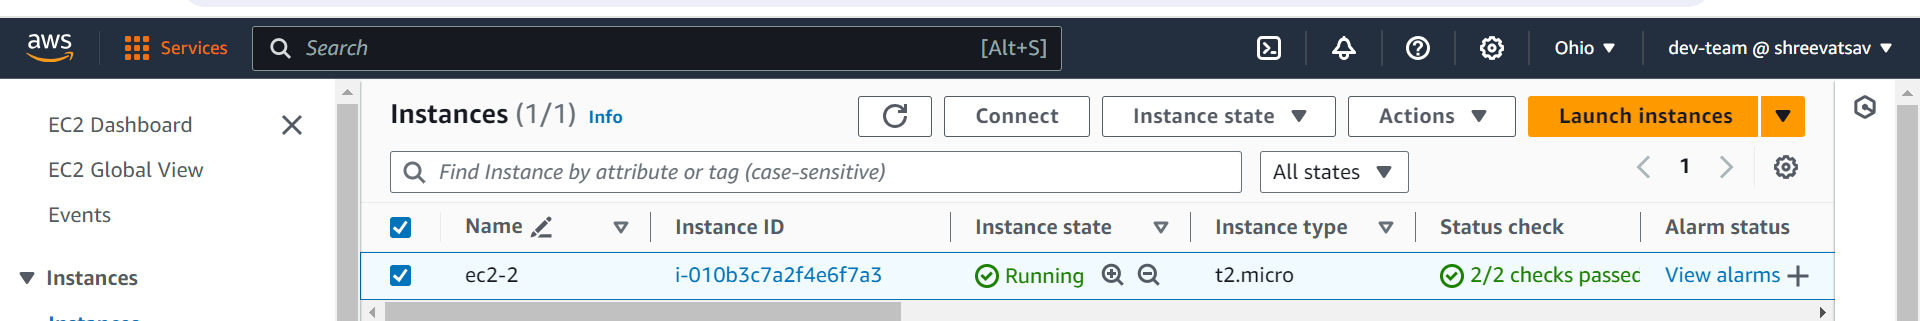 aws Services Search [Alt+S] Ohio dev-team @ shreevatsav
EC2 Dashboard
EC2 Global View
Events
Instances
Instances
Instances (1/1) Info Connect Instance state Actions Launch instances
Find Instance by attribute or tag (case-sensitive) All states 1
Name Instance ID Instance state Instance type Status check Alarm status
ec2-2 i-010b3c7a2f4e6f7a3 Running t2.micro 2/2 checks passec View alarms